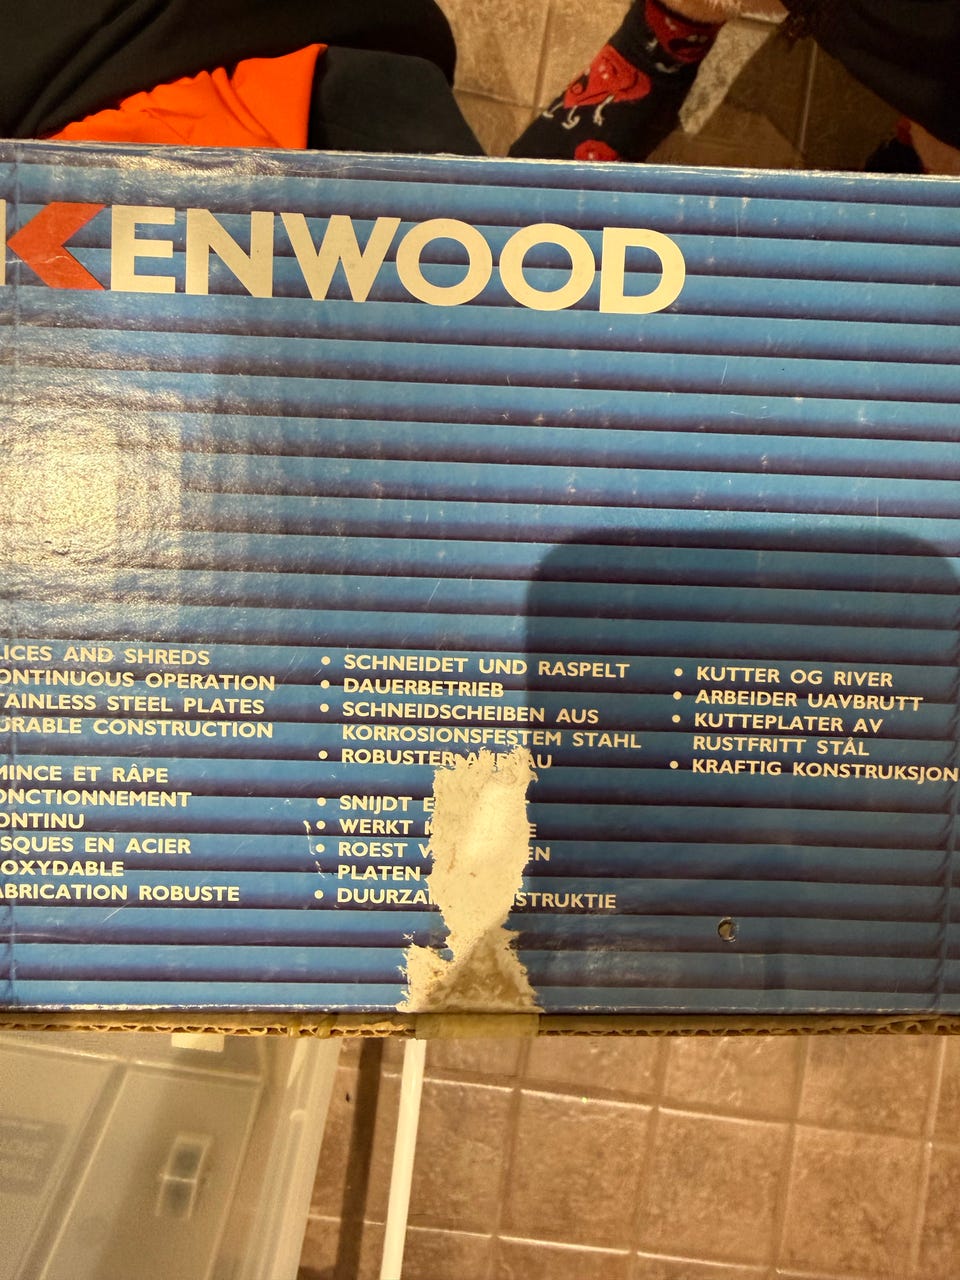 KENWOOD
LICES AND SHREDS
ONTINUOUS OPERATION
TAINLESS STEEL PLATES
URABLE CONSTRUCTION
MINCE ET RÂPE
ONCTIONNEMENT
ONTINU
SQUES EN ACIER
OXYDABLE
ABRICATION ROBUSTE
• SCHNEIDET UND RASPELT
• DAUERBETRIEB
• SCHNEIDSCHEIBEN AUS
KORROSIONSFESTEM STAHL
• ROBUSTER
• SNIJDT
• WERKT
• ROEST
PLATEN
• KUTTER OG RIVER
• ARBEIDER UAVBRUTT
• KUTTEPLATER AV
RUSTFRITT STÅL
• KRAFTIG KONSTRUKSJON